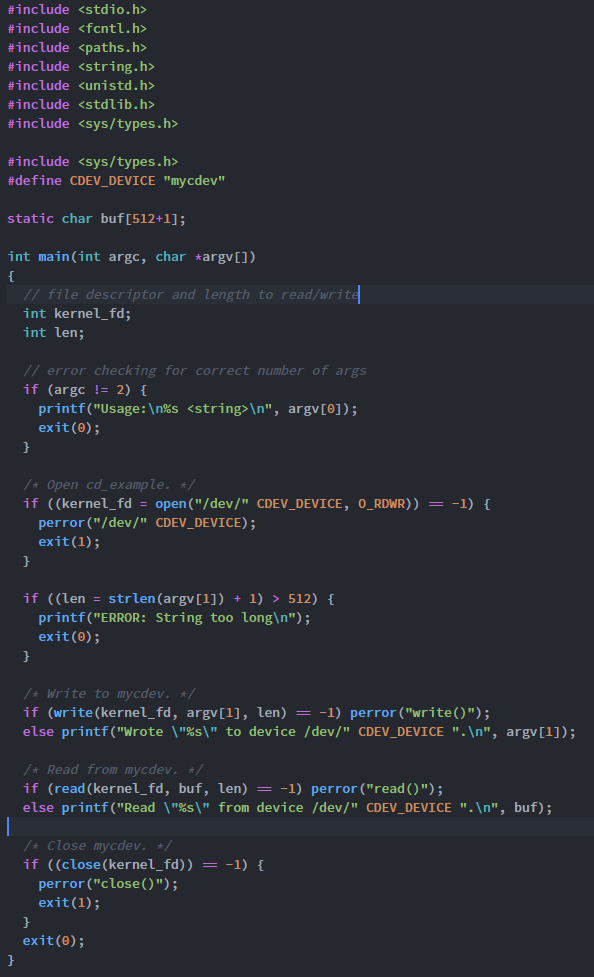 #include <stdio.h>
#include <fcntl.h>
#include <paths.h>
#include <string.h>
#include <unistd.h>
#include <stdlib.h>
#include <sys/types.h>

#include <sys/types.h>
#define CDEV_DEVICE "mycdev"

static char buf[512+1];

int main(int argc, char *argv[])
{
  // file descriptor and length to read/write
  int kernel_fd;
  int len;

  // error checking for correct number of args
  if (argc != 2) {
    printf("Usage:\n%s <string>\n", argv[0]);
    exit(0);
  }

  /* Open cd_example. */
  if ((kernel_fd = open("/dev/" CDEV_DEVICE, O_RDWR)) == -1) {
    perror("/dev/" CDEV_DEVICE);
    exit(1);
  }

  if ((len = strlen(argv[1]) + 1) > 512) {
    printf("ERROR: String too long\n");
    exit(0);
  }

  /* Write to mycdev. */
  if (write(kernel_fd, argv[1], len) == -1) perror("write()");
  else printf("Wrote \"%s\" to device /dev/" CDEV_DEVICE ".\n", argv[1]);

  /* Read from mycdev. */
  if (read(kernel_fd, buf, len) == -1) perror("read()");
  else printf("Read \"%s\" from device /dev/" CDEV_DEVICE ".\n", buf);

  /* Close mycdev. */
  if ((close(kernel_fd)) == -1) {
    perror("close()");
    exit(1);
  }
  exit(0);
}